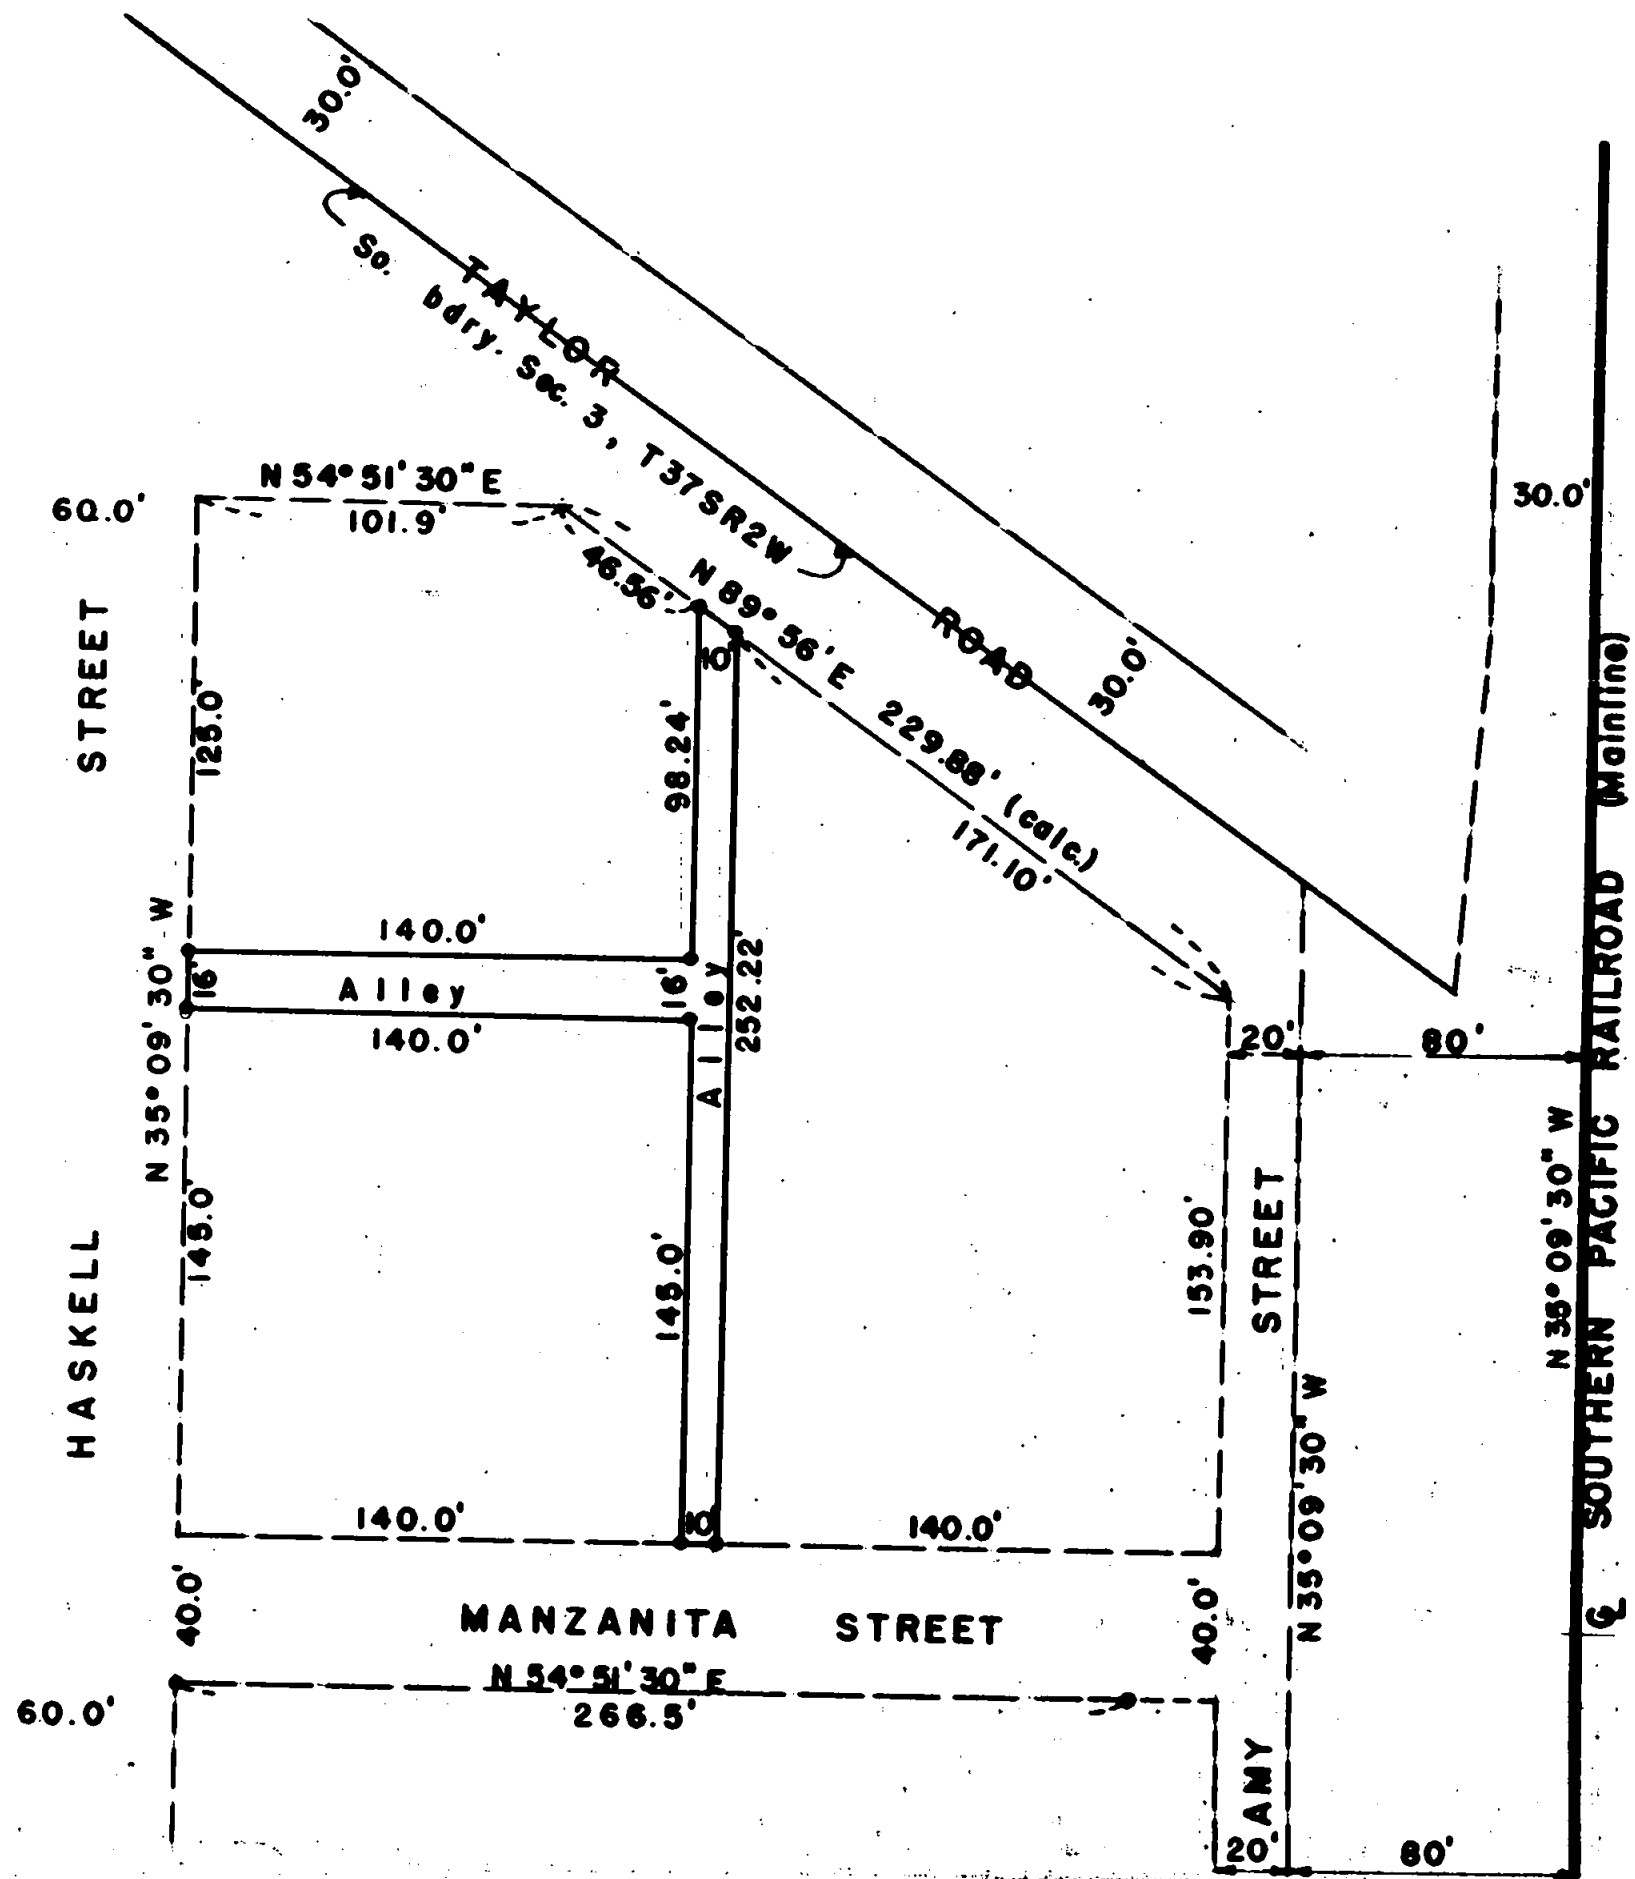 30.0'
TAYLOR ROAD
So. bdry. Sec. 3, T37SR2W
N 54° 51' 30" E
101.9'
60.0'
30.0'
46.56'
N 89° 56' E 229.88' (calc.)
171.10'
30.0'
10'
98.24'
125.0'
HASKELL STREET
N 35° 09' 30" W
140.0'
16'
Alley
16'
140.0'
Alley
252.22'
20'
80'
145.0'
145.0'
153.90'
AMY STREET
N 35° 09' 30" W
N 35° 09' 30" W
℄ SOUTHERN PACIFIC RAILROAD (Mainline)
140.0'
10'
140.0'
40.0'
MANZANITA STREET
40.0'
N 54° 51' 30" E
266.5'
60.0'
20'
80'